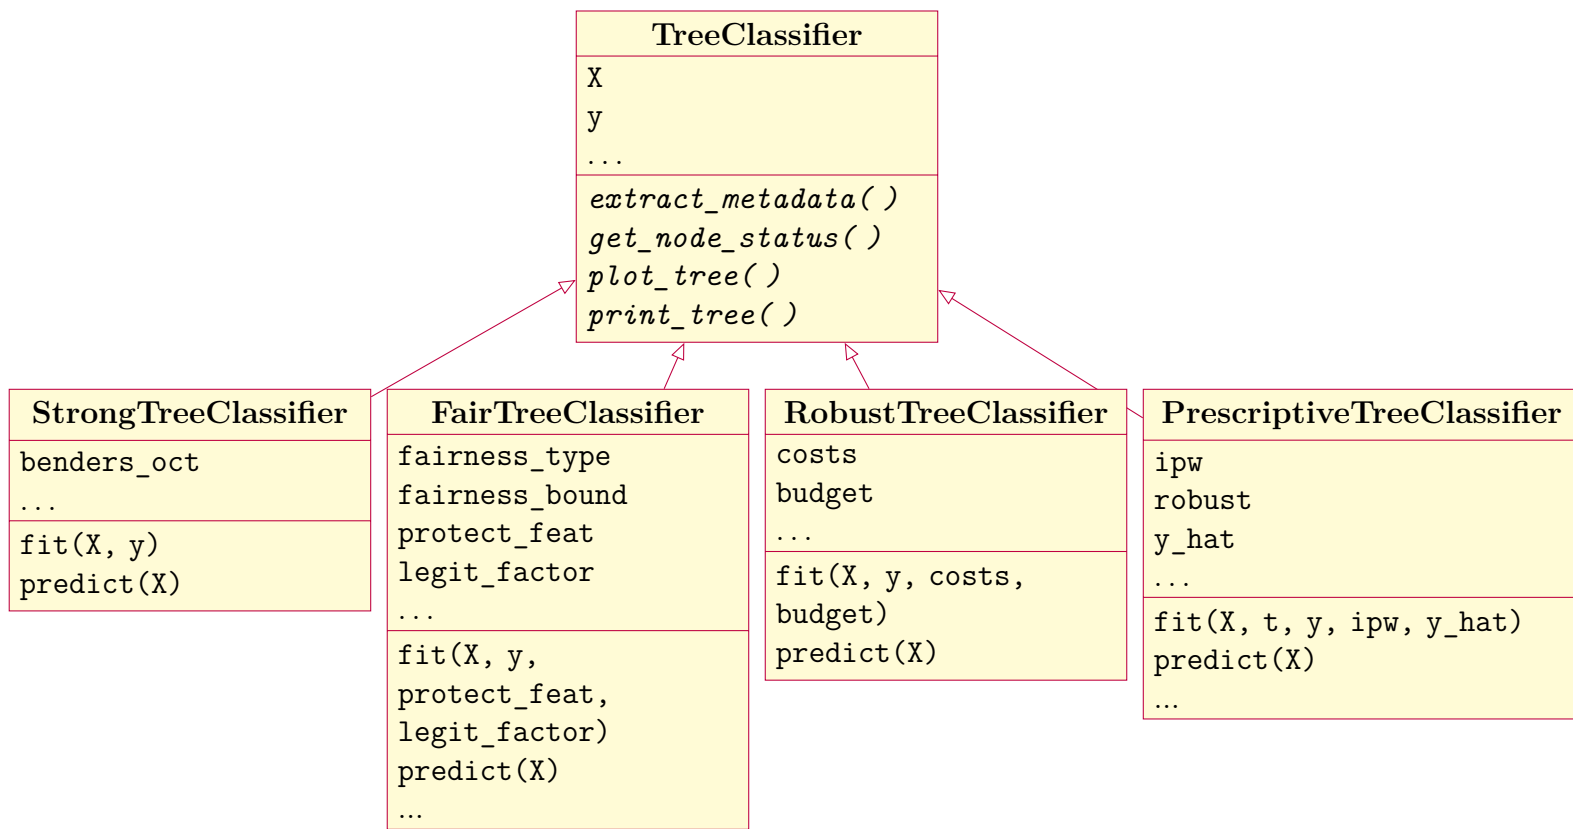 TreeClassifier
X
y
...
extract_metadata( )
get_node_status( )
plot_tree( )
print_tree( )
StrongTreeClassifier
benders_oct
...
fit(X, y)
predict(X)
FairTreeClassifier
fairness_type
fairness_bound
protect_feat
legit_factor
...
fit(X, y,
protect_feat,
legit_factor)
predict(X)
...
RobustTreeClassifier
costs
budget
...
fit(X, y, costs,
budget)
predict(X)
PrescriptiveTreeClassifier
ipw
robust
y_hat
...
fit(X, t, y, ipw, y_hat)
predict(X)
...